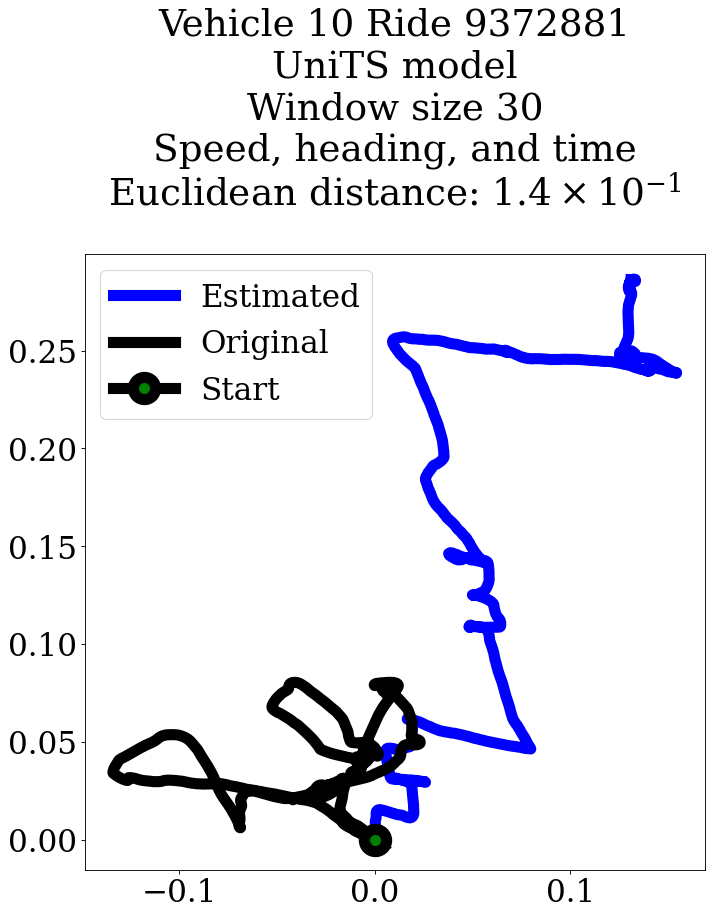 Vehicle 10 Ride 9372881
UniTS model
Window size 30
Speed, heading, and time
Euclidean distance: 1.4 × 10⁻¹
Estimated
Original
Start
0.25
0.20
0.15
0.10
0.05
0.00
−0.1
0.0
0.1